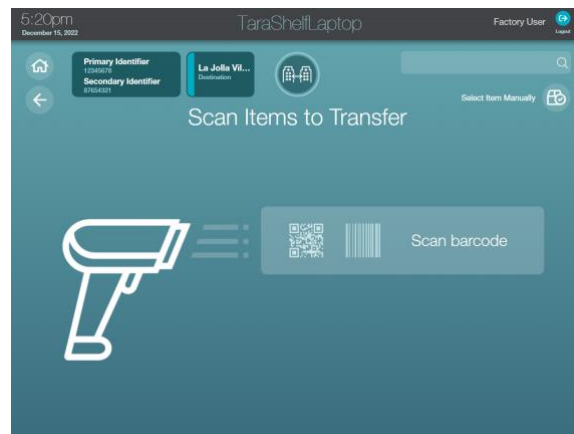 5:20pm
December 15, 2022
TaraShelfLaptop
Factory User
Logout
Primary Identifier
12345678
Secondary Identifier
87654321
La Jolla Vil...
Destination
Select Item Manually
Scan Items to Transfer
Scan barcode